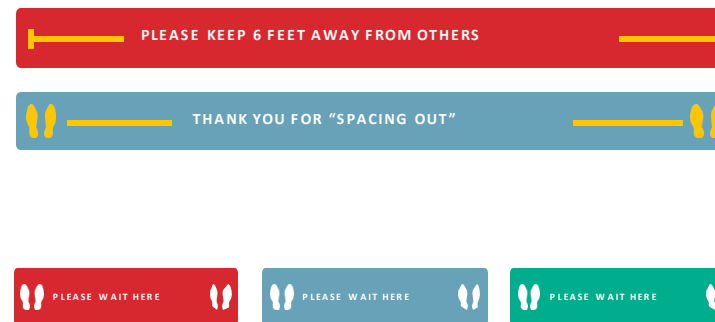 PLEASE KEEP 6 FEET AWAY FROM OTHERS
THANK YOU FOR “SPACING OUT”
PLEASE WAIT HERE
PLEASE WAIT HERE
PLEASE WAIT HERE